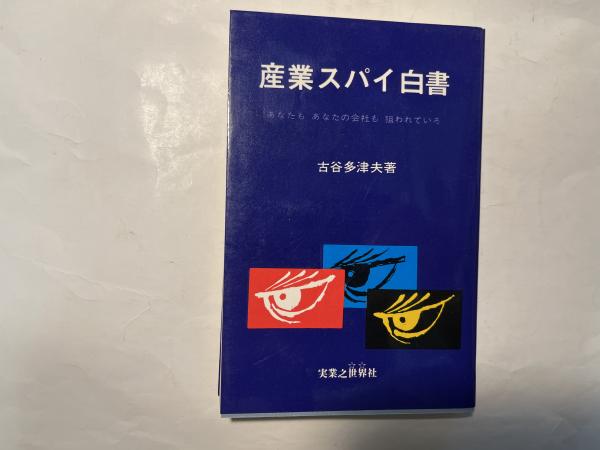 産業スパイ白書
あなたも あなたの会社も 狙われている
古谷多津夫著
実業之世界社